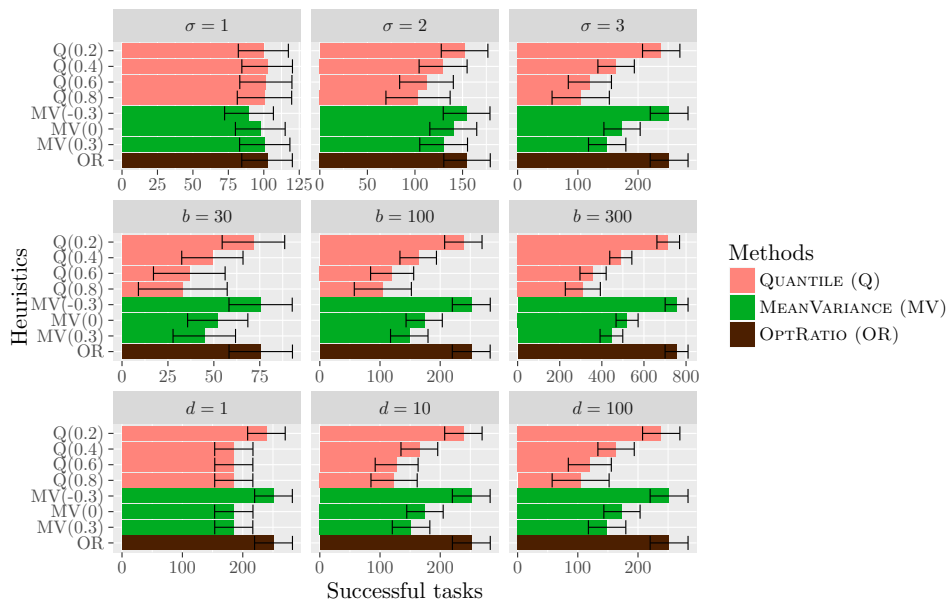 σ = 1
σ = 2
σ = 3
Q(0.2)
Q(0.4)
Q(0.6)
Q(0.8)
MV(-0.3)
MV(0)
MV(0.3)
OR
0 25 50 75 100 125
0 50 100 150
0 100 200
b = 30
b = 100
b = 300
Q(0.2)
Q(0.4)
Q(0.6)
Q(0.8)
MV(-0.3)
MV(0)
MV(0.3)
OR
0 25 50 75
0 100 200
0 200 400 600 800
d = 1
d = 10
d = 100
Q(0.2)
Q(0.4)
Q(0.6)
Q(0.8)
MV(-0.3)
MV(0)
MV(0.3)
OR
0 100 200
0 100 200
0 100 200
Heuristics
Successful tasks
Methods
QUANTILE (Q)
MEANVARIANCE (MV)
OPTRATIO (OR)